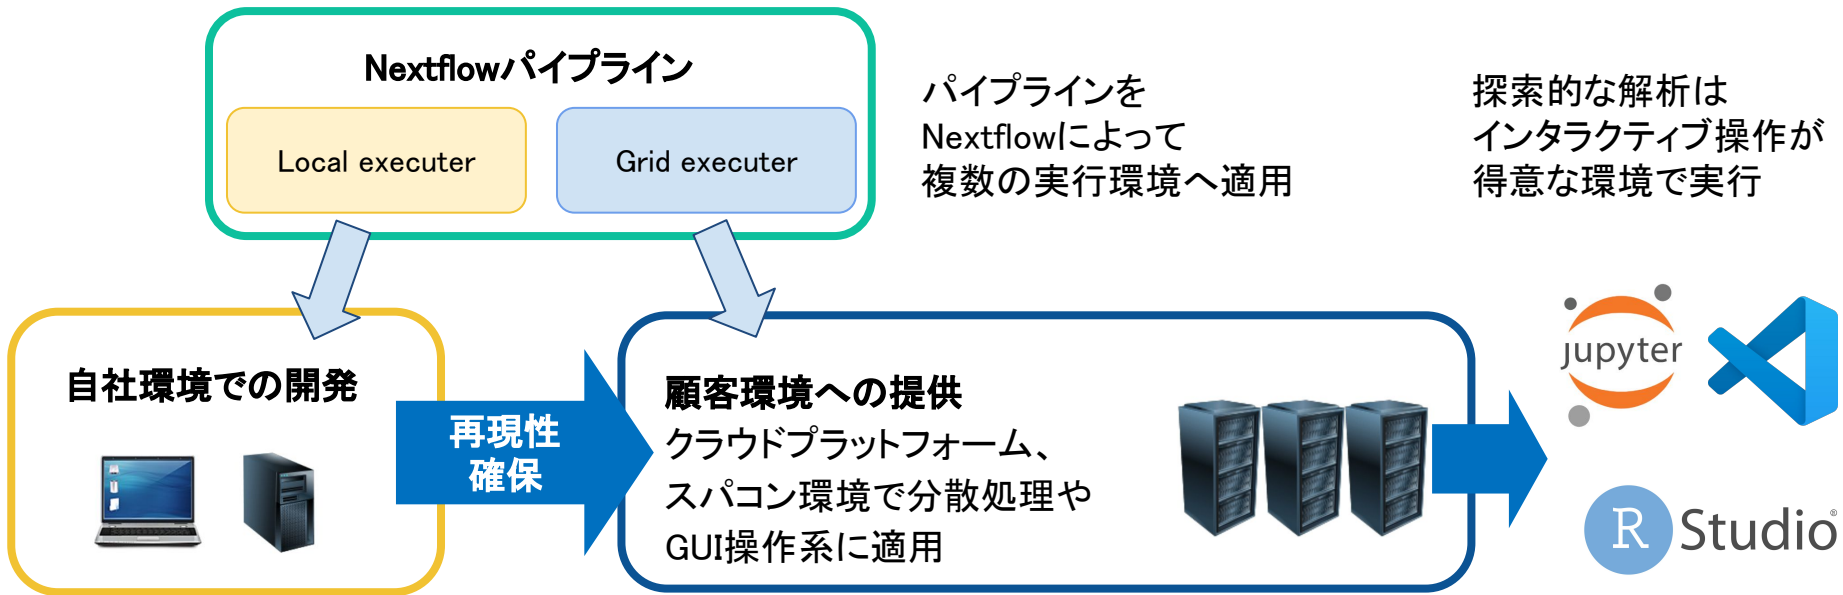 Nextflowパイプライン
Local executer
Grid executer
パイプラインを
Nextflowによって
複数の実行環境へ適用
探索的な解析は
インタラクティブ操作が
得意な環境で実行
自社環境での開発
再現性
確保
顧客環境への提供
クラウドプラットフォーム、
スパコン環境で分散処理や
GUI操作系に適用
jupyter
R Studio®